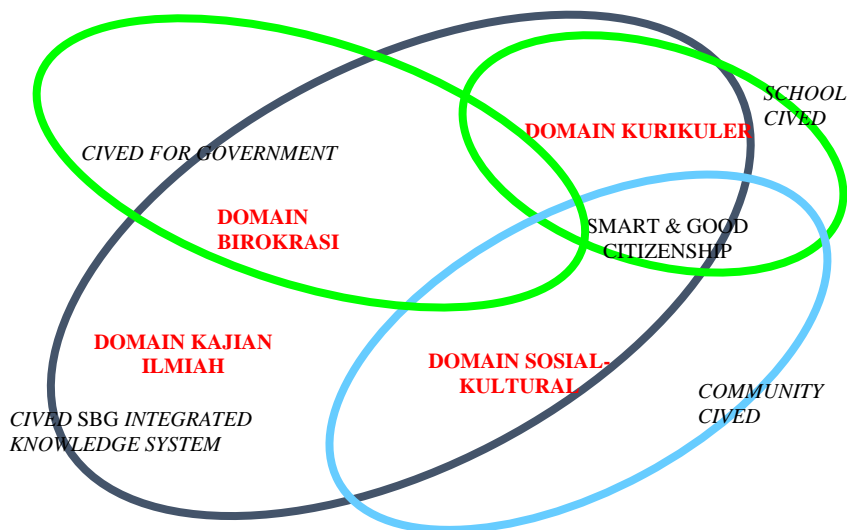 SCHOOL
CIVED
DOMAIN KURIKULER
CIVED FOR GOVERNMENT
DOMAIN
BIROKRASI
SMART & GOOD
CITIZENSHIP
DOMAIN KAJIAN
ILMIAH
DOMAIN SOSIAL-
KULTURAL
COMMUNITY
CIVED
CIVED SBG INTEGRATED
KNOWLEDGE SYSTEM